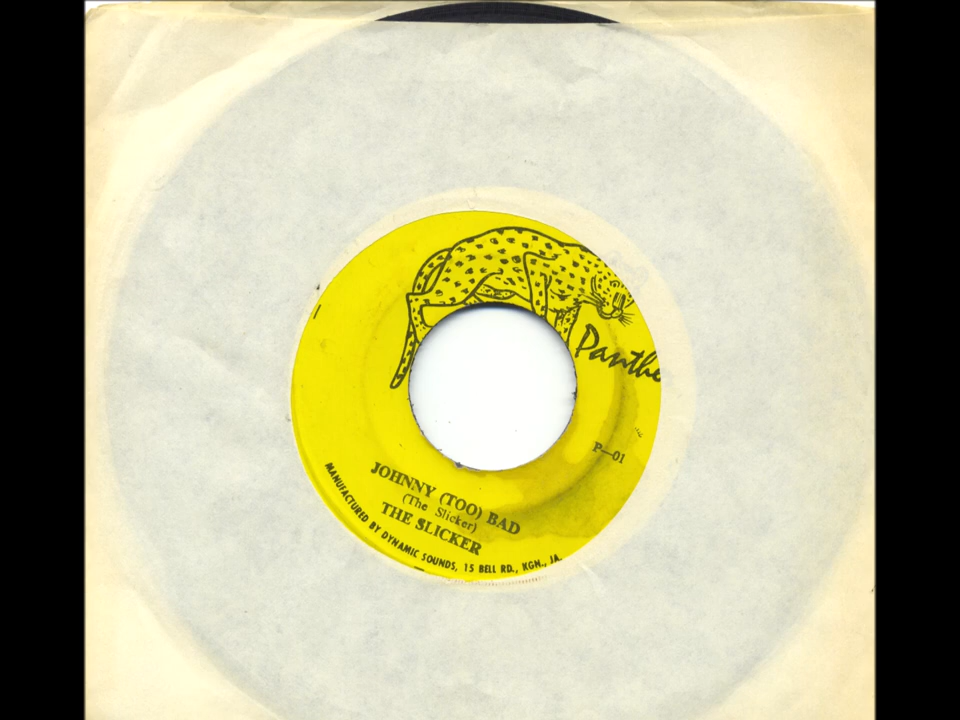 Panthe
P—01
JOHNNY (TOO) BAD
(The Slicker)
THE SLICKER
MANUFACTURED BY DYNAMIC SOUNDS, 15 BELL RD., KGN., JA.